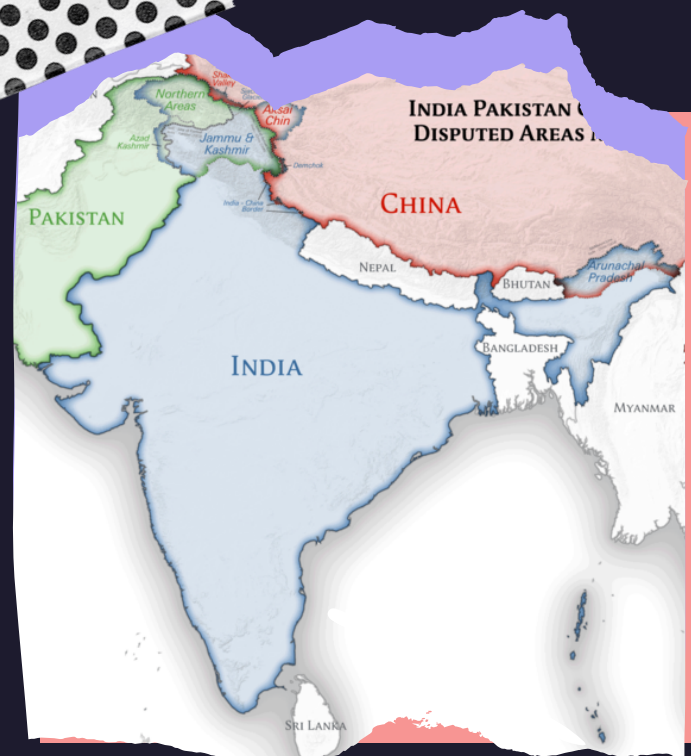 INDIA PAKISTAN
DISPUTED AREAS
Valley
Northern
Areas
Aksai
Chin
Azad
Kashmir
Jammu &
Kashmir
Demchok
India - China
Border
PAKISTAN
CHINA
NEPAL
BHUTAN
Arunachal
Pradesh
BANGLADESH
INDIA
MYANMAR
SRI LANKA